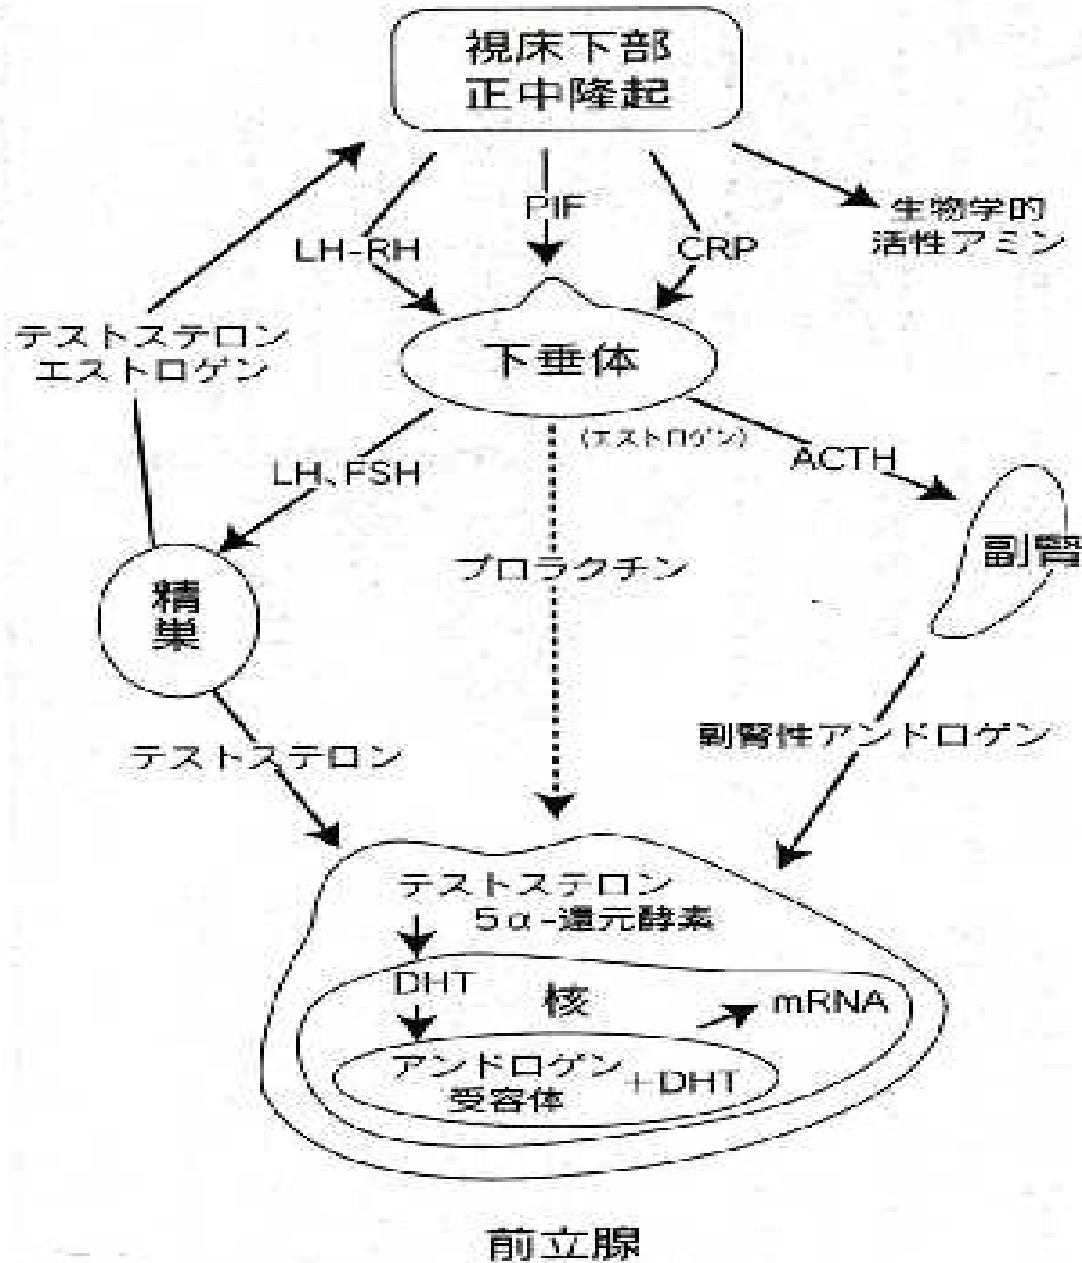 視床下部
正中隆起
PIF
LH-RH
CRP
生物学的
活性アミン
テストステロン
エストロゲン
下垂体
(エストロゲン)
LH、FSH
ACTH
副腎
プロラクチン
精
巣
テストステロン
副腎性アンドロゲン
テストステロン
5α-還元酵素
DHT
核
mRNA
アンドロゲン
受容体
+DHT
前立腺